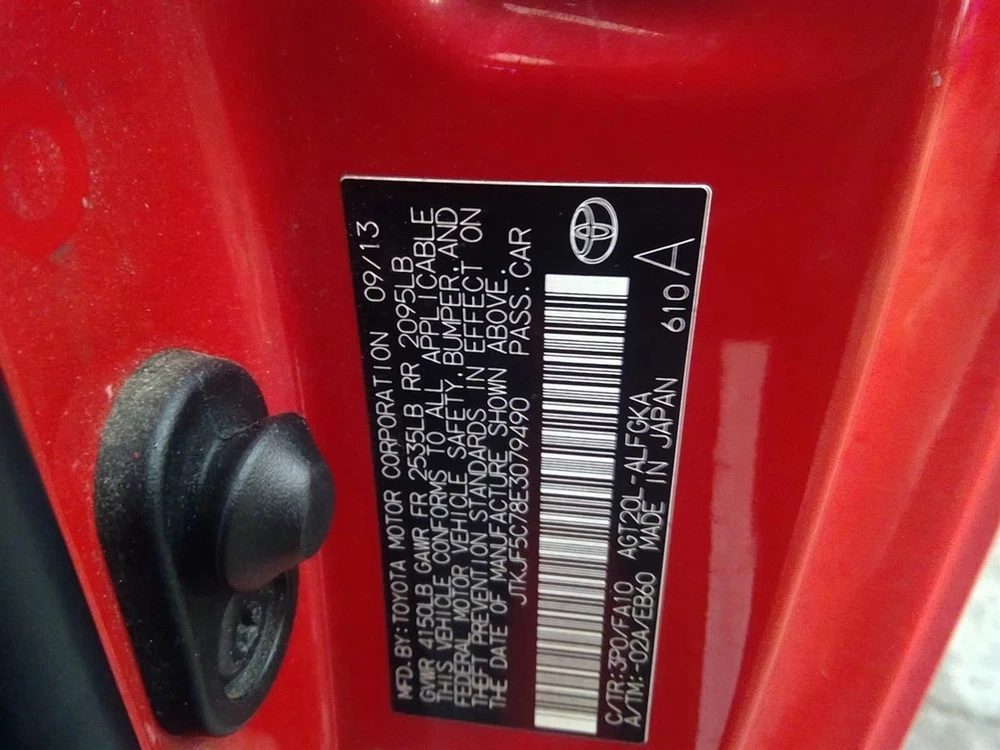 MFD. BY: TOYOTA MOTOR CORPORATION 09/13
GVWR 4150LB GAWR FR 2535LB RR 2095LB
THIS VEHICLE CONFORMS TO ALL APPLICABLE
FEDERAL MOTOR VEHICLE SAFETY, BUMPER, AND
THEFT PREVENTION STANDARDS IN EFFECT ON
THE DATE OF MANUFACTURE SHOWN ABOVE.
JTKJF5C78E3079490 PASS. CAR
C/TR: 3P0/FA10 AGT20L-ALFGKA 610 A
A/TM: -02A/EB60 MADE IN JAPAN